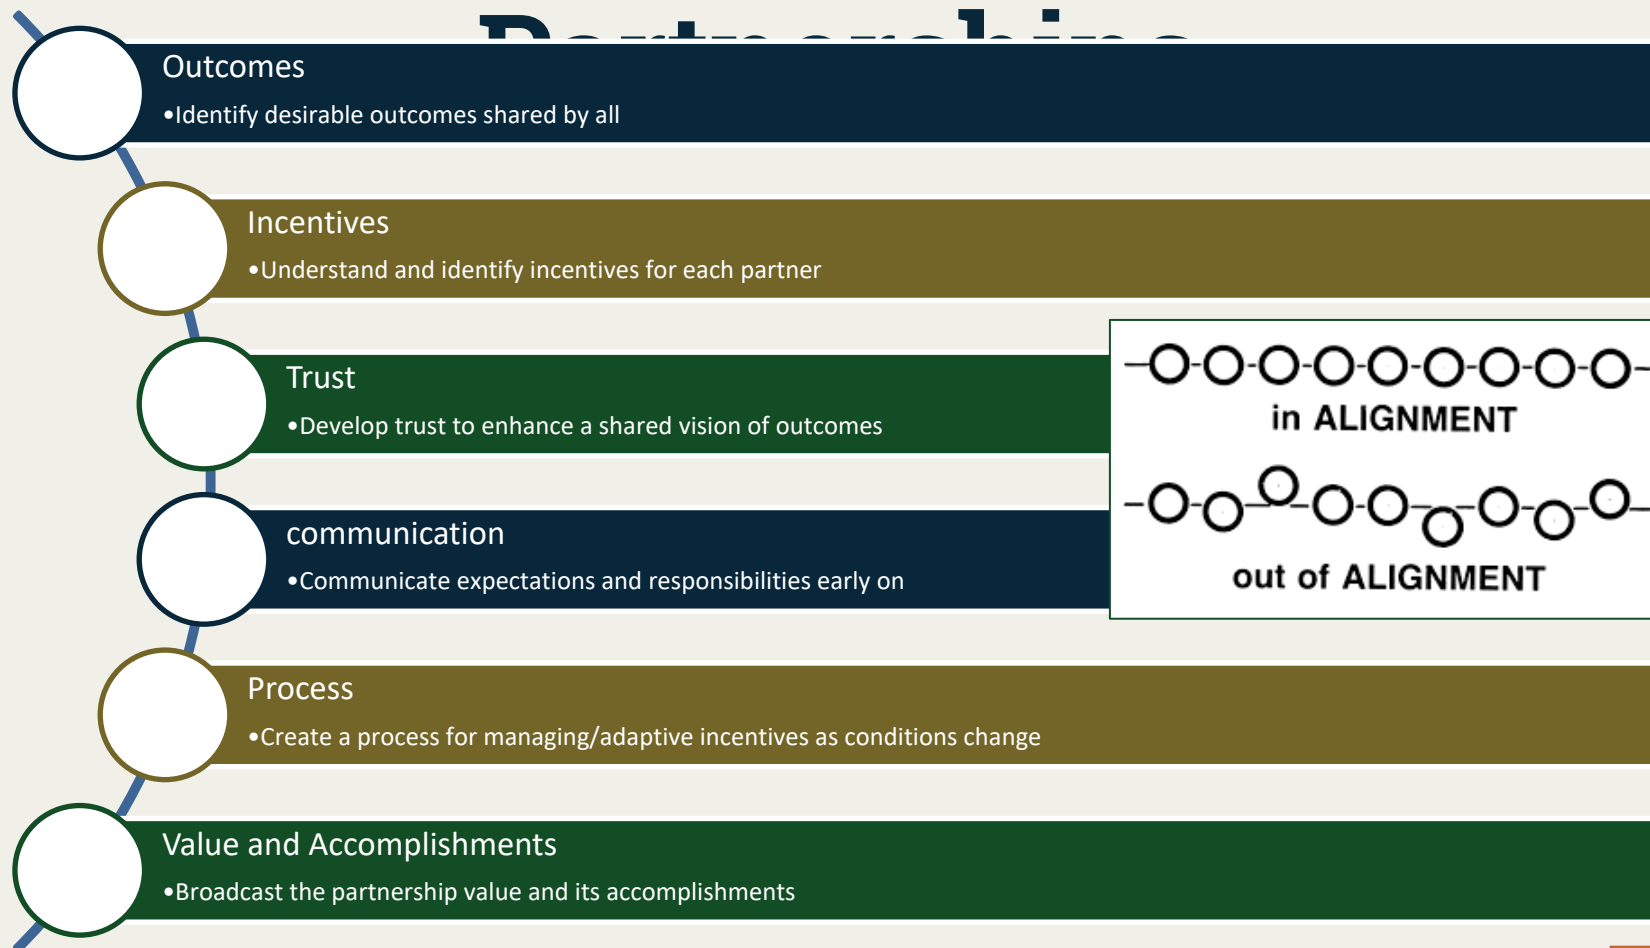 Partnerships
Outcomes
•Identify desirable outcomes shared by all
Incentives
•Understand and identify incentives for each partner
Trust
•Develop trust to enhance a shared vision of outcomes
in ALIGNMENT
communication
•Communicate expectations and responsibilities early on
out of ALIGNMENT
Process
•Create a process for managing/adaptive incentives as conditions change
Value and Accomplishments
•Broadcast the partnership value and its accomplishments